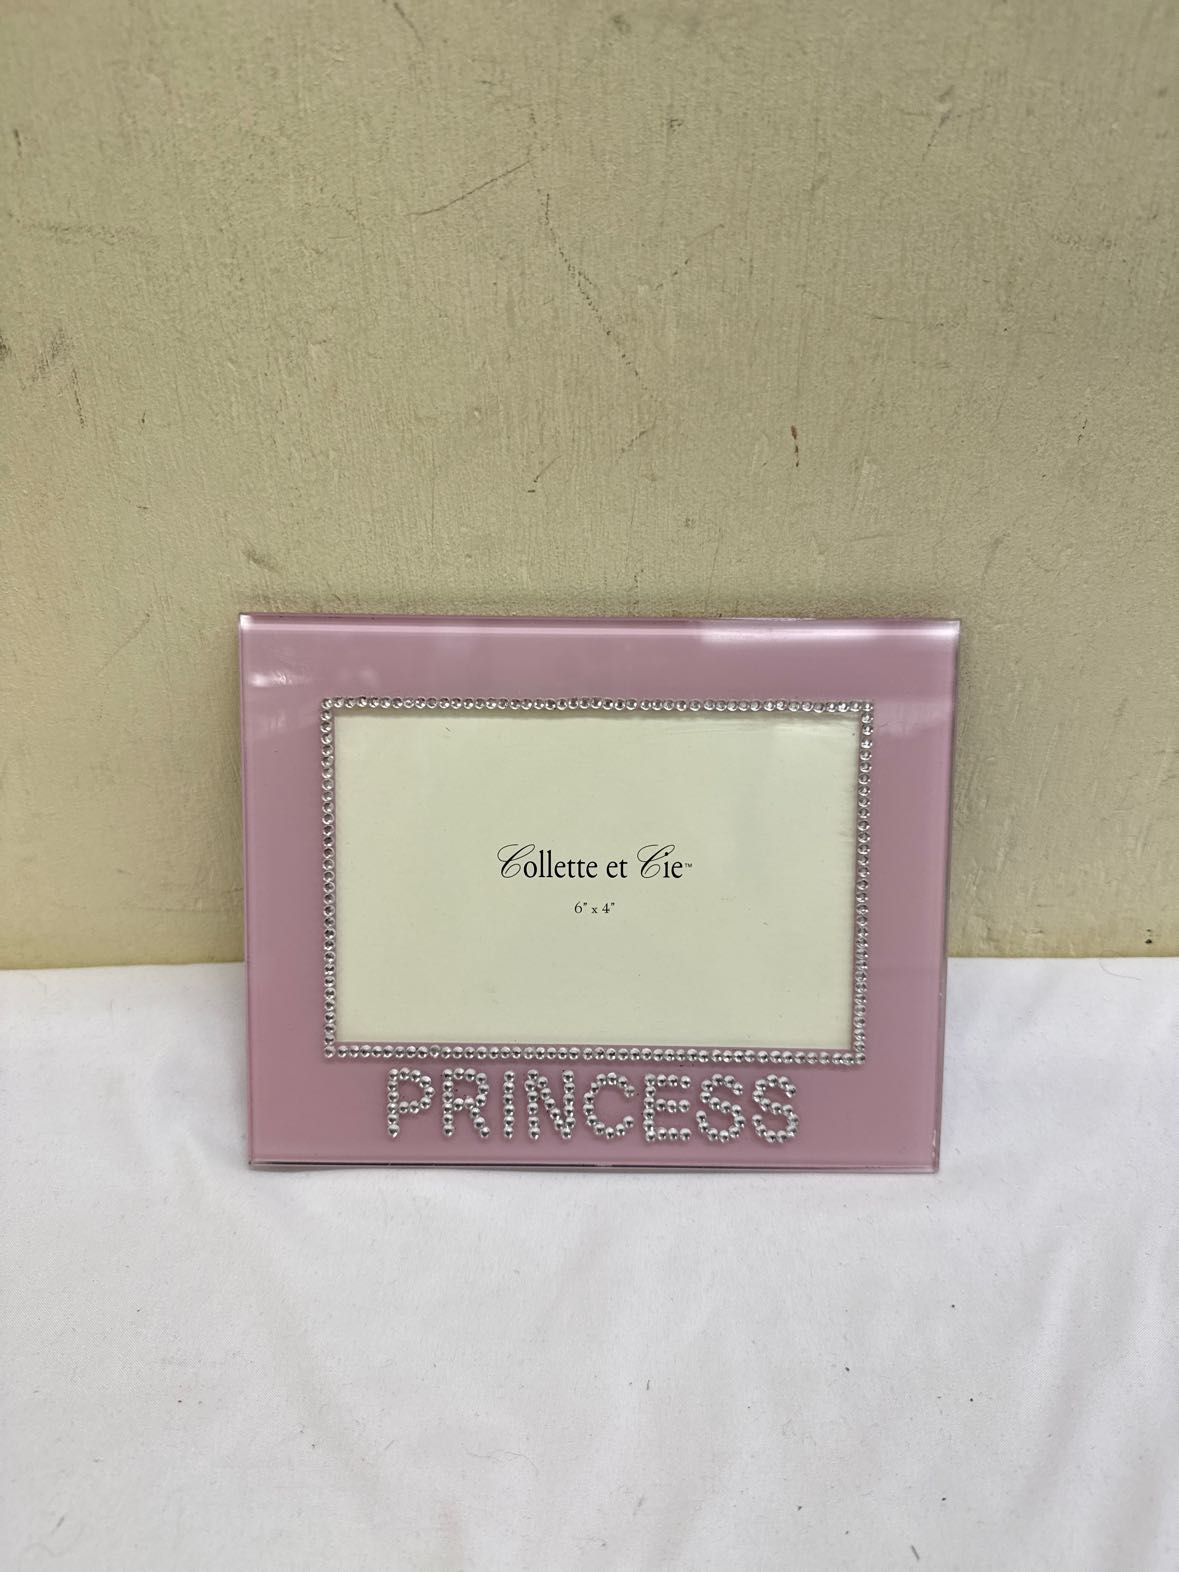 Collette et Cie™
6" x 4"
PRINCESS